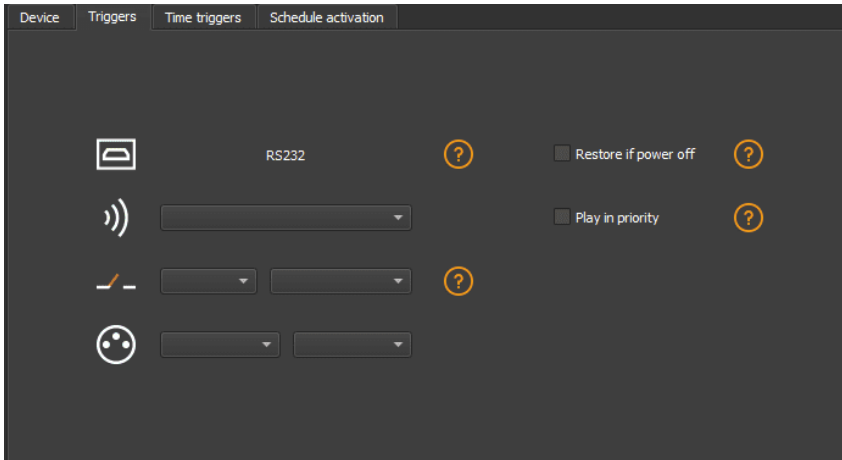 Device Triggers Time triggers Schedule activation
RS232 ? Restore if power off ?
Play in priority ?
?